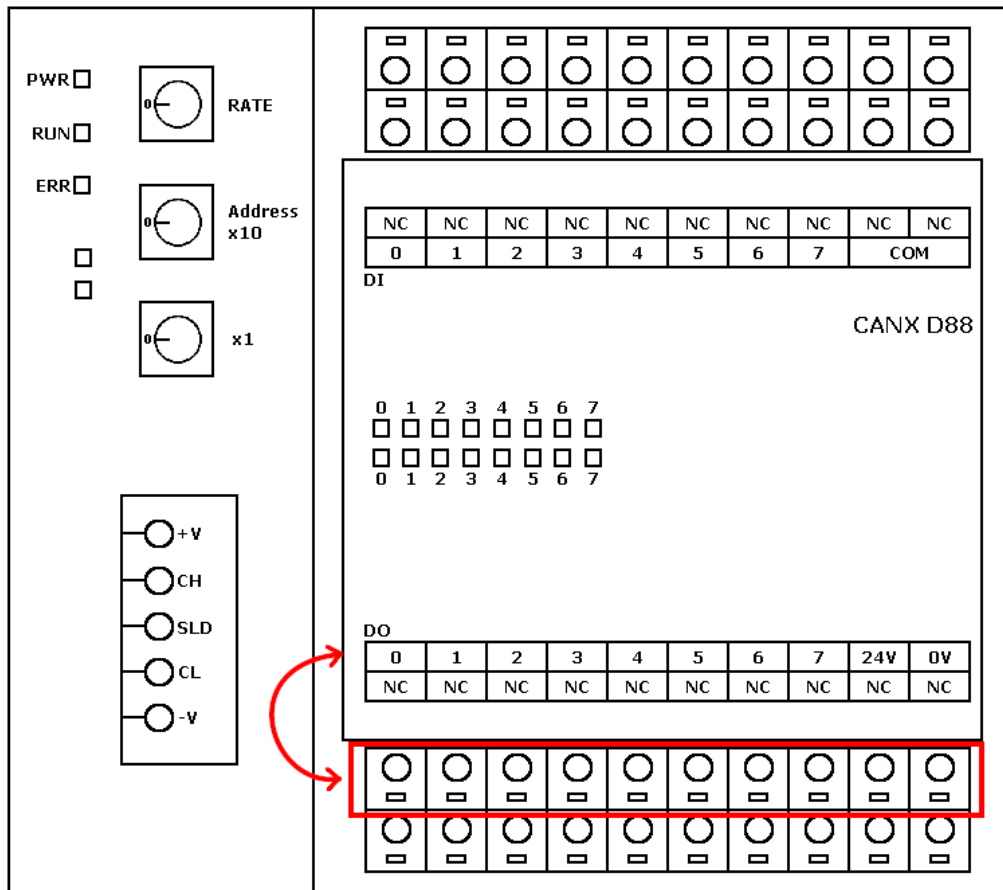 PWR
0 RATE
RUN
ERR
0 Address
x10
0 x1
+V
CH
SLD
CL
-V
NC NC NC NC NC NC NC NC NC NC
0 1 2 3 4 5 6 7 COM
DI
CANX D88
0 1 2 3 4 5 6 7
0 1 2 3 4 5 6 7
DO
0 1 2 3 4 5 6 7 24V 0V
NC NC NC NC NC NC NC NC NC NC